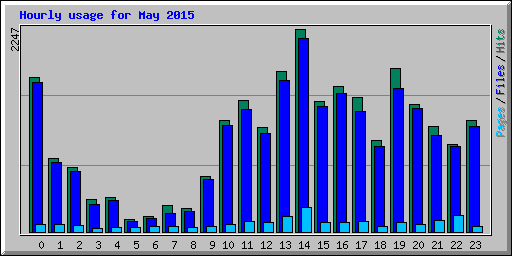 Hourly usage for May 2015
2247
Pages/Files/Hits
0 1 2 3 4 5 6 7 8 9 10 11 12 13 14 15 16 17 18 19 20 21 22 23